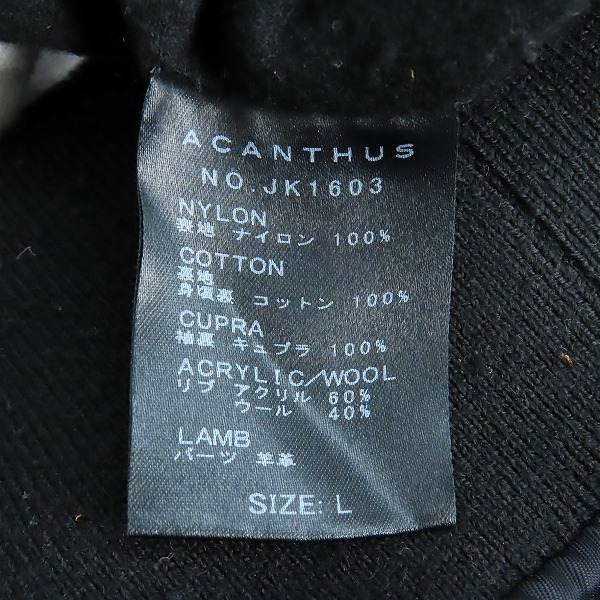 ACANTHUS
NO.JK1603
NYLON
表地 ナイロン 100%
COTTON
裏地
身頃裏 コットン 100%
CUPRA
袖裏 キュプラ 100%
ACRYLIC/WOOL
リブ アクリル 60%
ウール 40%
LAMB
パーツ 羊革
SIZE: L